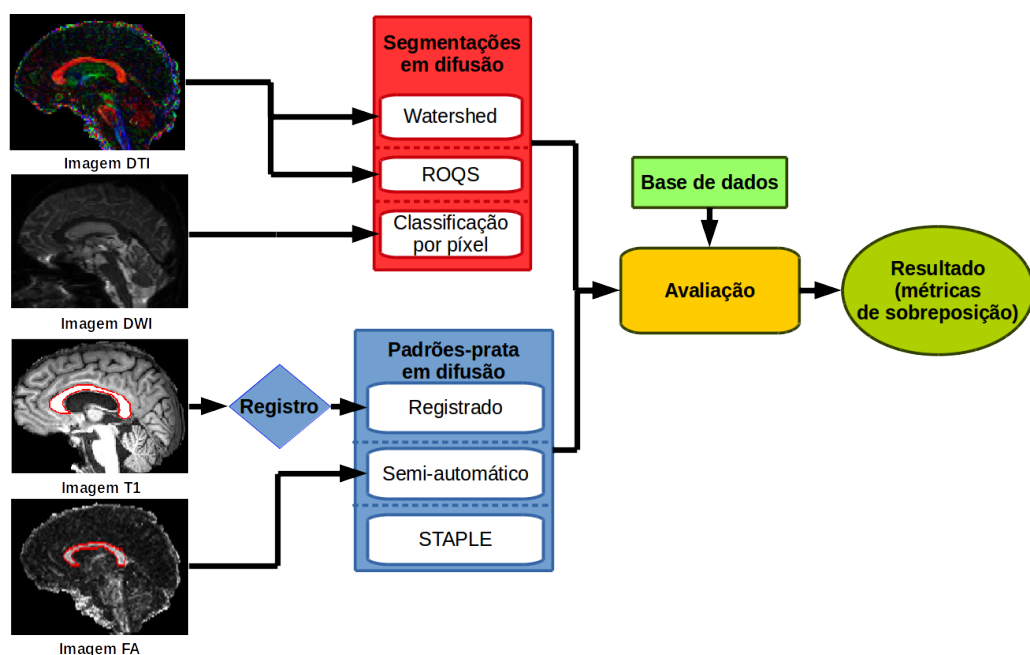 Imagem DTI
Imagem DWI
Imagem T1
Imagem FA
Segmentações
em difusão
Watershed
ROQS
Classificação
por píxel
Registro
Padrões-prata
em difusão
Registrado
Semi-automático
STAPLE
Base de dados
Avaliação
Resultado
(métricas
de sobreposição)